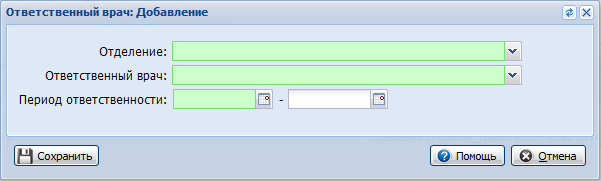 Ответственный врач: Добавление
Отделение:
Ответственный врач:
Период ответственности: -
Сохранить Помощь Отмена